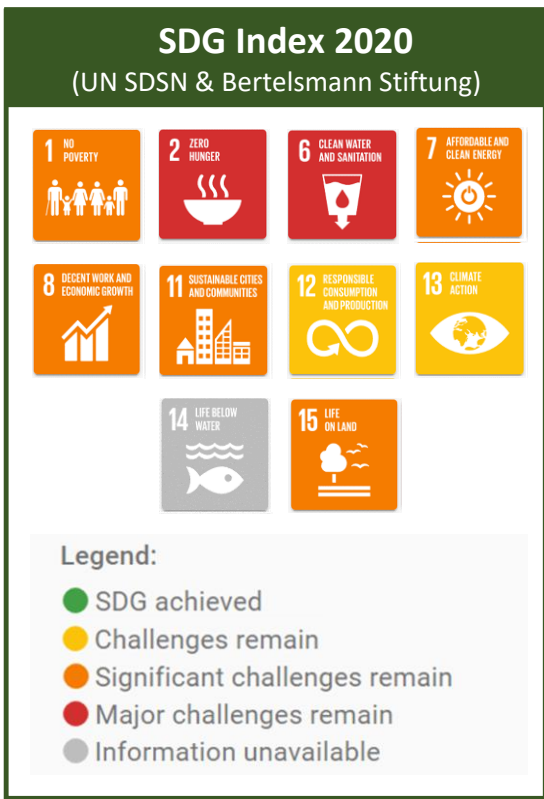 SDG Index 2020
(UN SDSN & Bertelsmann Stiftung)
1 NO
POVERTY
2 ZERO
HUNGER
6 CLEAN WATER
AND SANITATION
7 AFFORDABLE AND
CLEAN ENERGY
8 DECENT WORK AND
ECONOMIC GROWTH
11 SUSTAINABLE CITIES
AND COMMUNITIES
12 RESPONSIBLE
CONSUMPTION
AND PRODUCTION
13 CLIMATE
ACTION
14 LIFE BELOW
WATER
15 LIFE
ON LAND
Legend:
SDG achieved
Challenges remain
Significant challenges remain
Major challenges remain
Information unavailable